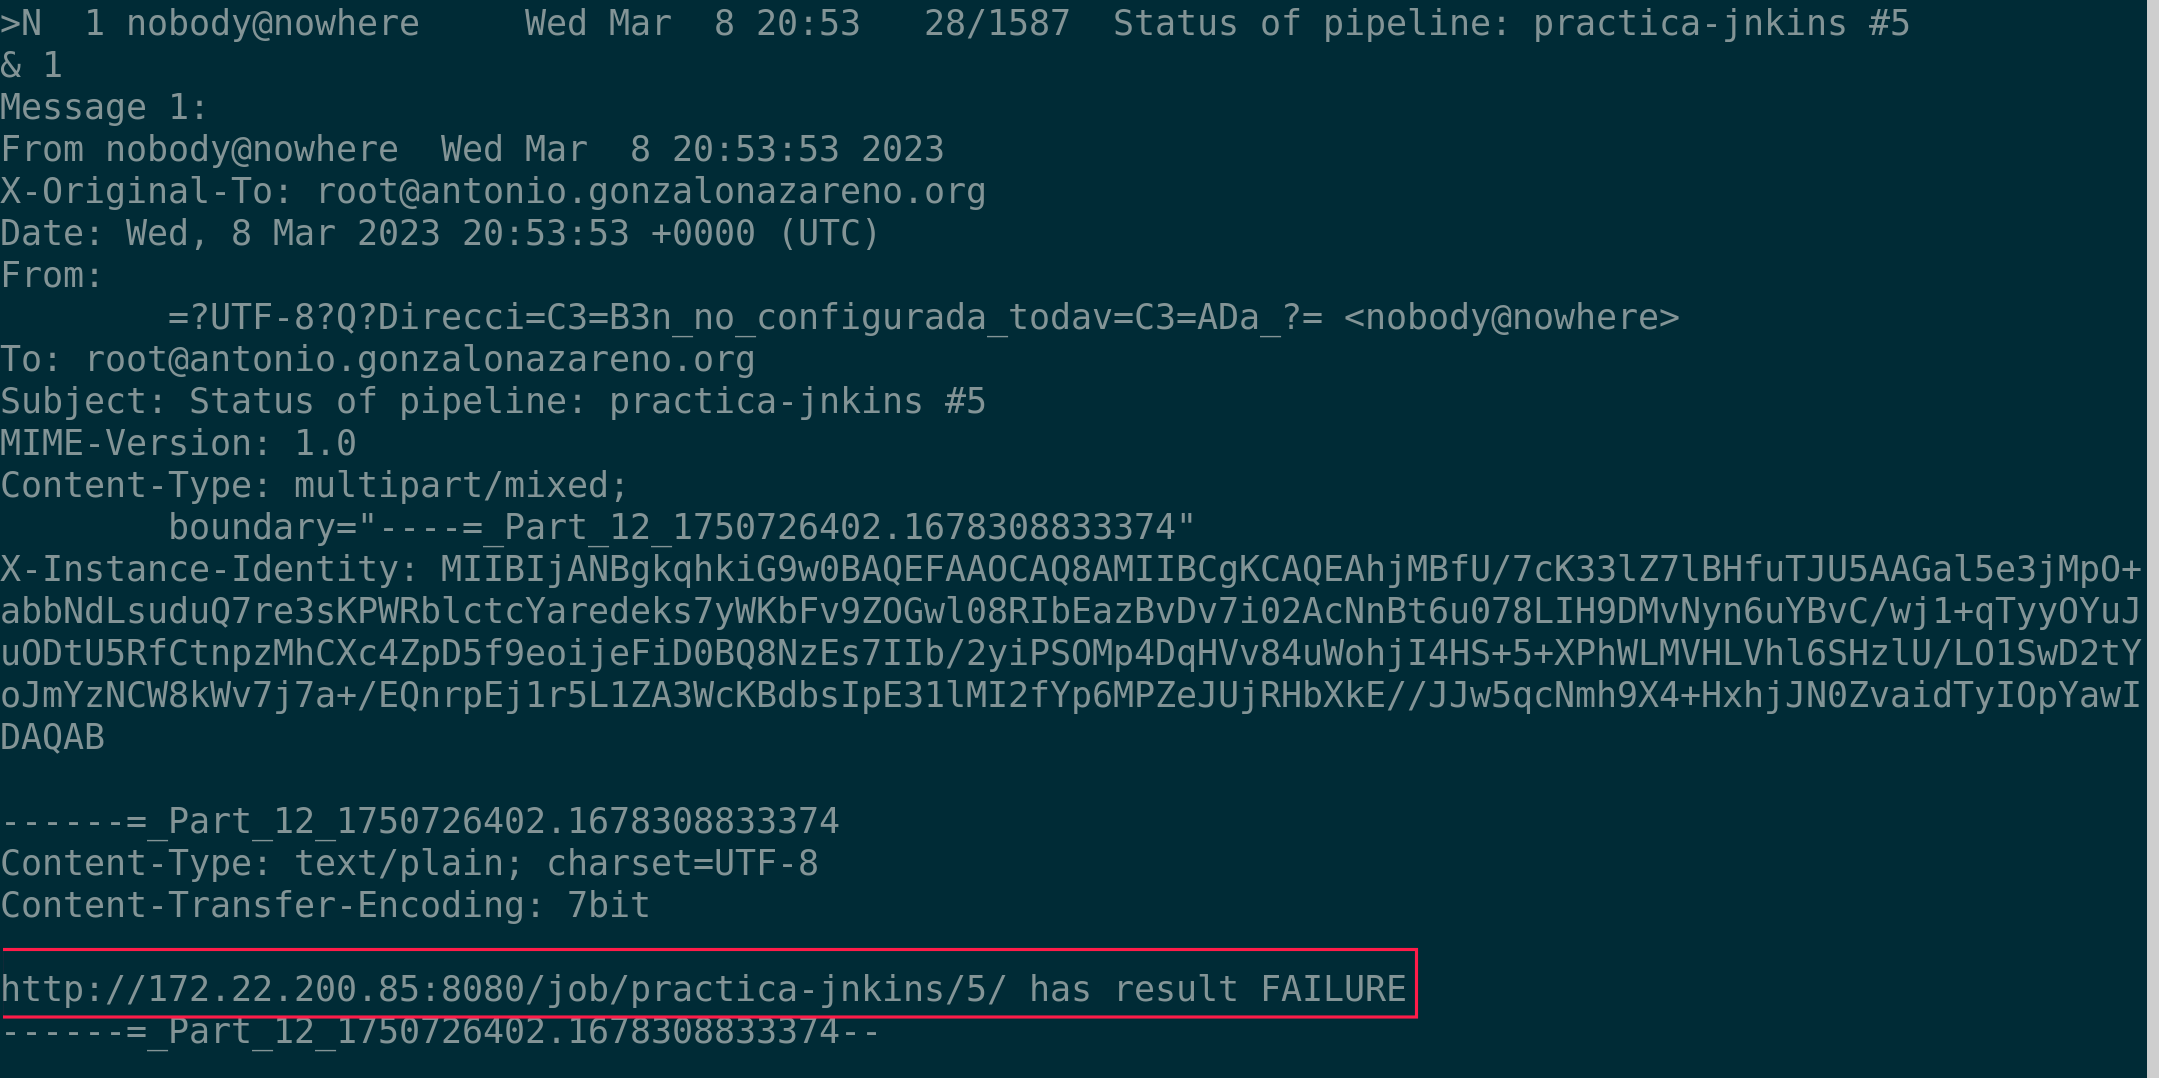 >N  1 nobody@nowhere     Wed Mar  8 20:53   28/1587  Status of pipeline: practica-jnkins #5
& 1
Message 1:
From nobody@nowhere  Wed Mar  8 20:53:53 2023
X-Original-To: root@antonio.gonzalonazareno.org
Date: Wed, 8 Mar 2023 20:53:53 +0000 (UTC)
From:
        =?UTF-8?Q?Direcci=C3=B3n_no_configurada_todav=C3=ADa_?= <nobody@nowhere>
To: root@antonio.gonzalonazareno.org
Subject: Status of pipeline: practica-jnkins #5
MIME-Version: 1.0
Content-Type: multipart/mixed;
        boundary="----=_Part_12_1750726402.1678308833374"
X-Instance-Identity: MIIBIjANBgkqhkiG9w0BAQEFAAOCAQ8AMIIBCgKCAQEAhjMBfU/7cK33lZ7lBHfuTJU5AAGal5e3jMpO+
abbNdLsuduQ7re3sKPWRblctcYaredeks7yWKbFv9ZOGwl08RIbEazBvDv7i02AcNnBt6u078LIH9DMvNyn6uYBvC/wj1+qTyyOYuJ
uODtU5RfCtnpzMhCXc4ZpD5f9eoijeFiD0BQ8NzEs7IIb/2yiPSOMp4DqHVv84uWohjI4HS+5+XPhWLMVHLVhl6SHzlU/LO1SwD2tY
oJmYzNCW8kWv7j7a+/EQnrpEj1r5L1ZA3WcKBdbsIpE31lMI2fYp6MPZeJUjRHbXkE//JJw5qcNmh9X4+HxhjJN0ZvaidTyIOpYawI
DAQAB

------=_Part_12_1750726402.1678308833374
Content-Type: text/plain; charset=UTF-8
Content-Transfer-Encoding: 7bit

http://172.22.200.85:8080/job/practica-jnkins/5/ has result FAILURE
------=_Part_12_1750726402.1678308833374--